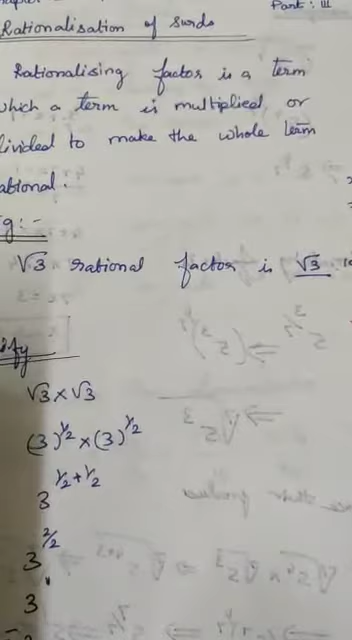 Part: III
Rationalisation of Surds
Rationalising factor is a term
which a term is multiplied or
divided to make the whole term
rational.
Eg:-
√3 rational factor is √3
ify
√3 × √3
(3)^1/2 × (3)^1/2
3^1/2+1/2
3^2/2
3
3